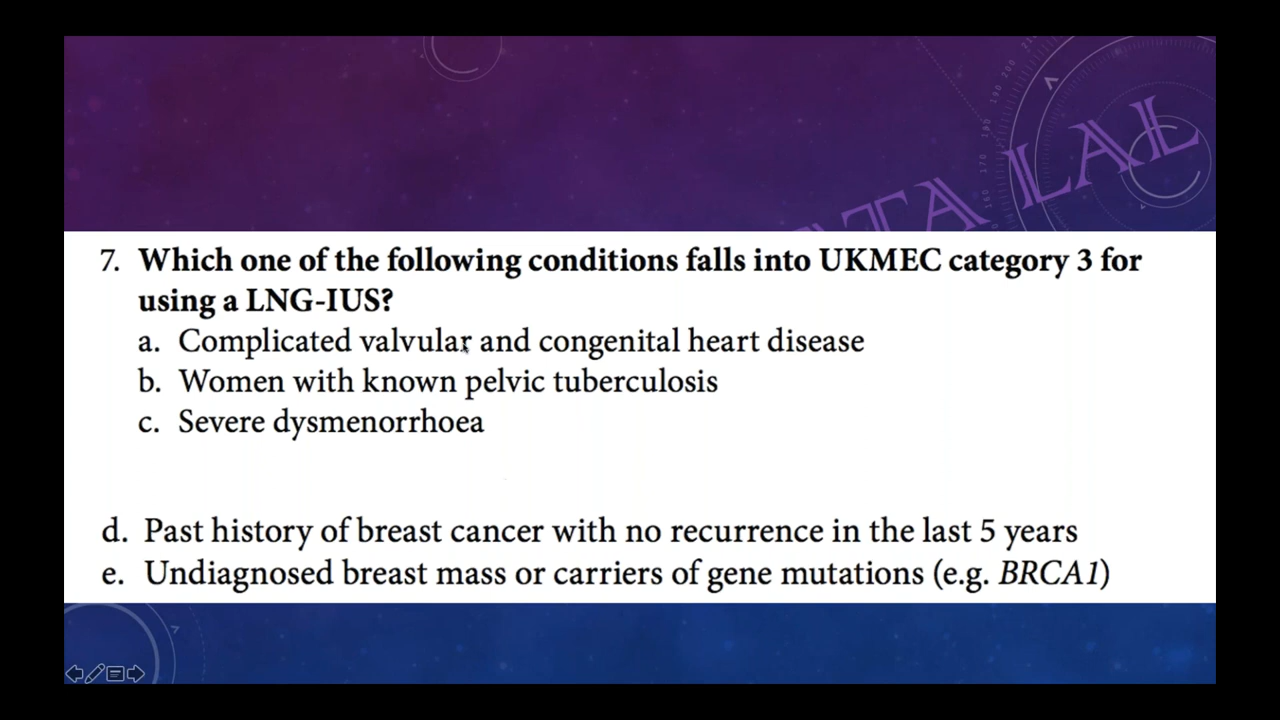 TA LAL
7. Which one of the following conditions falls into UKMEC category 3 for
using a LNG-IUS?
a. Complicated valvular and congenital heart disease
b. Women with known pelvic tuberculosis
c. Severe dysmenorrhoea
d. Past history of breast cancer with no recurrence in the last 5 years
e. Undiagnosed breast mass or carriers of gene mutations (e.g. BRCA1)